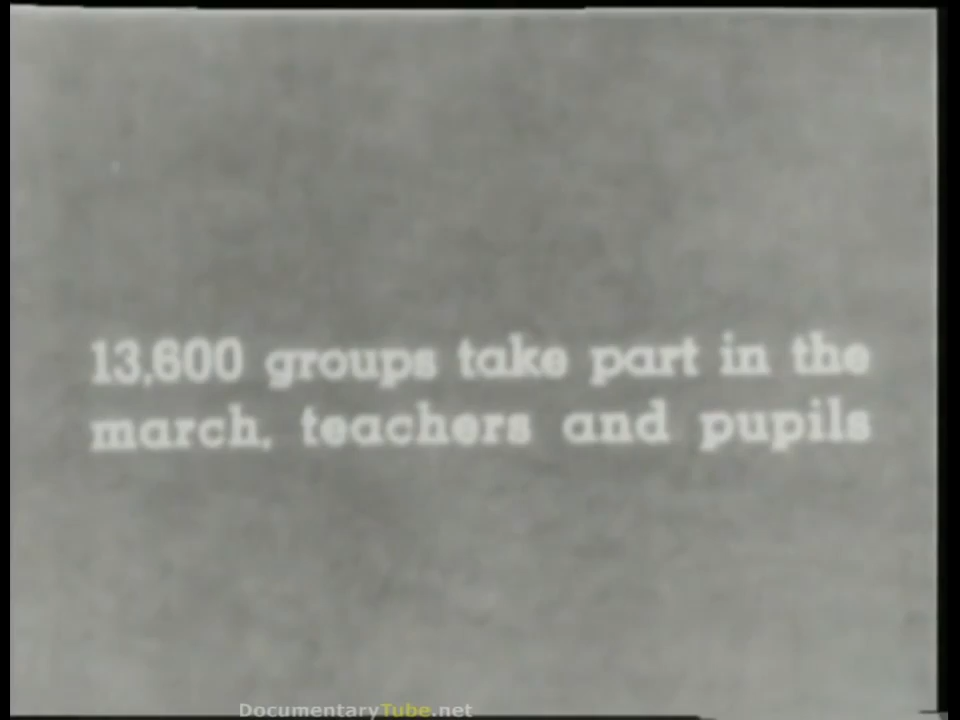 13,600 groups take part in the
march, teachers and pupils
DocumentaryTube.net